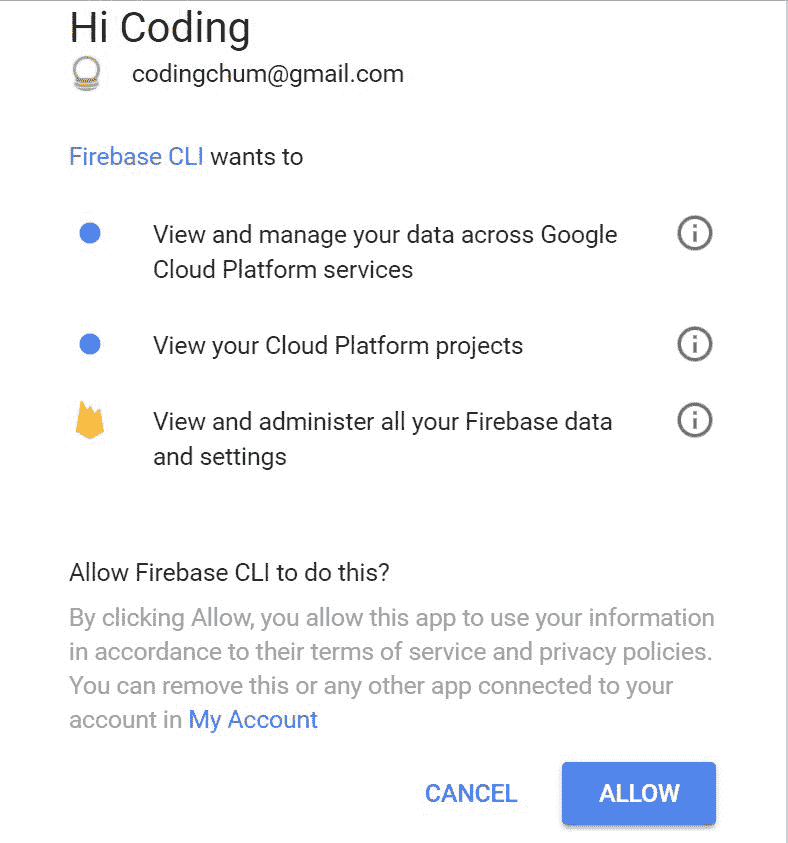 Hi Coding
codingchum@gmail.com
Firebase CLI wants to
View and manage your data across Google
Cloud Platform services
View your Cloud Platform projects
View and administer all your Firebase data
and settings
Allow Firebase CLI to do this?
By clicking Allow, you allow this app to use your information
in accordance to their terms of service and privacy policies.
You can remove this or any other app connected to your
account in My Account
CANCEL ALLOW